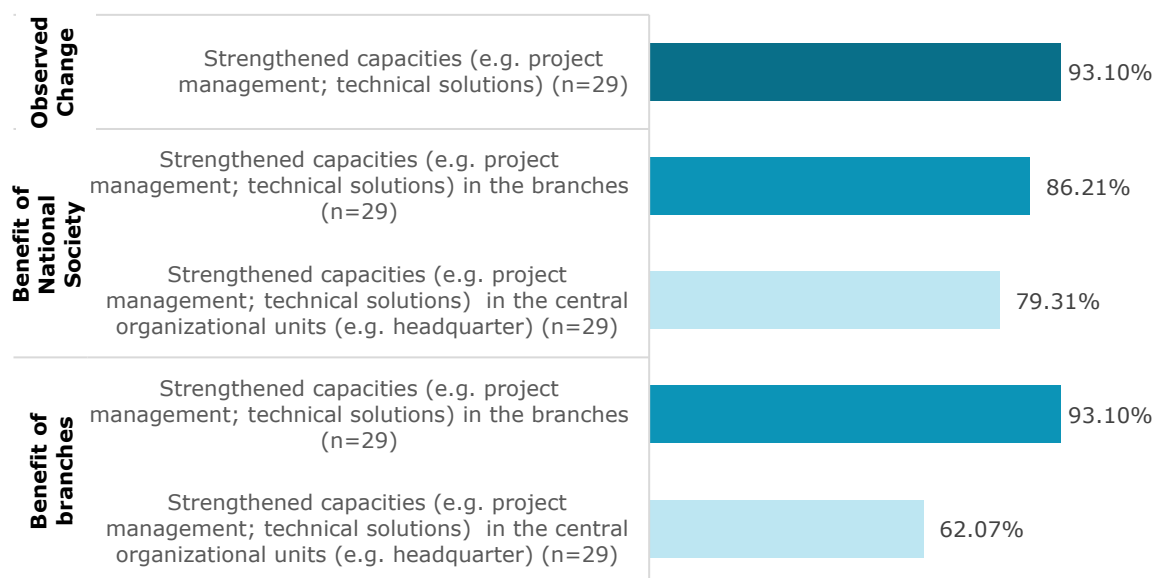 Observed
Change
Strengthened capacities (e.g. project
management; technical solutions) (n=29)
93.10%
Benefit of
National
Society
Strengthened capacities (e.g. project
management; technical solutions) in the branches
(n=29)
86.21%
Strengthened capacities (e.g. project
management; technical solutions)  in the central
organizational units (e.g. headquarter) (n=29)
79.31%
Benefit of
branches
Strengthened capacities (e.g. project
management; technical solutions) in the branches
(n=29)
93.10%
Strengthened capacities (e.g. project
management; technical solutions)  in the central
organizational units (e.g. headquarter) (n=29)
62.07%